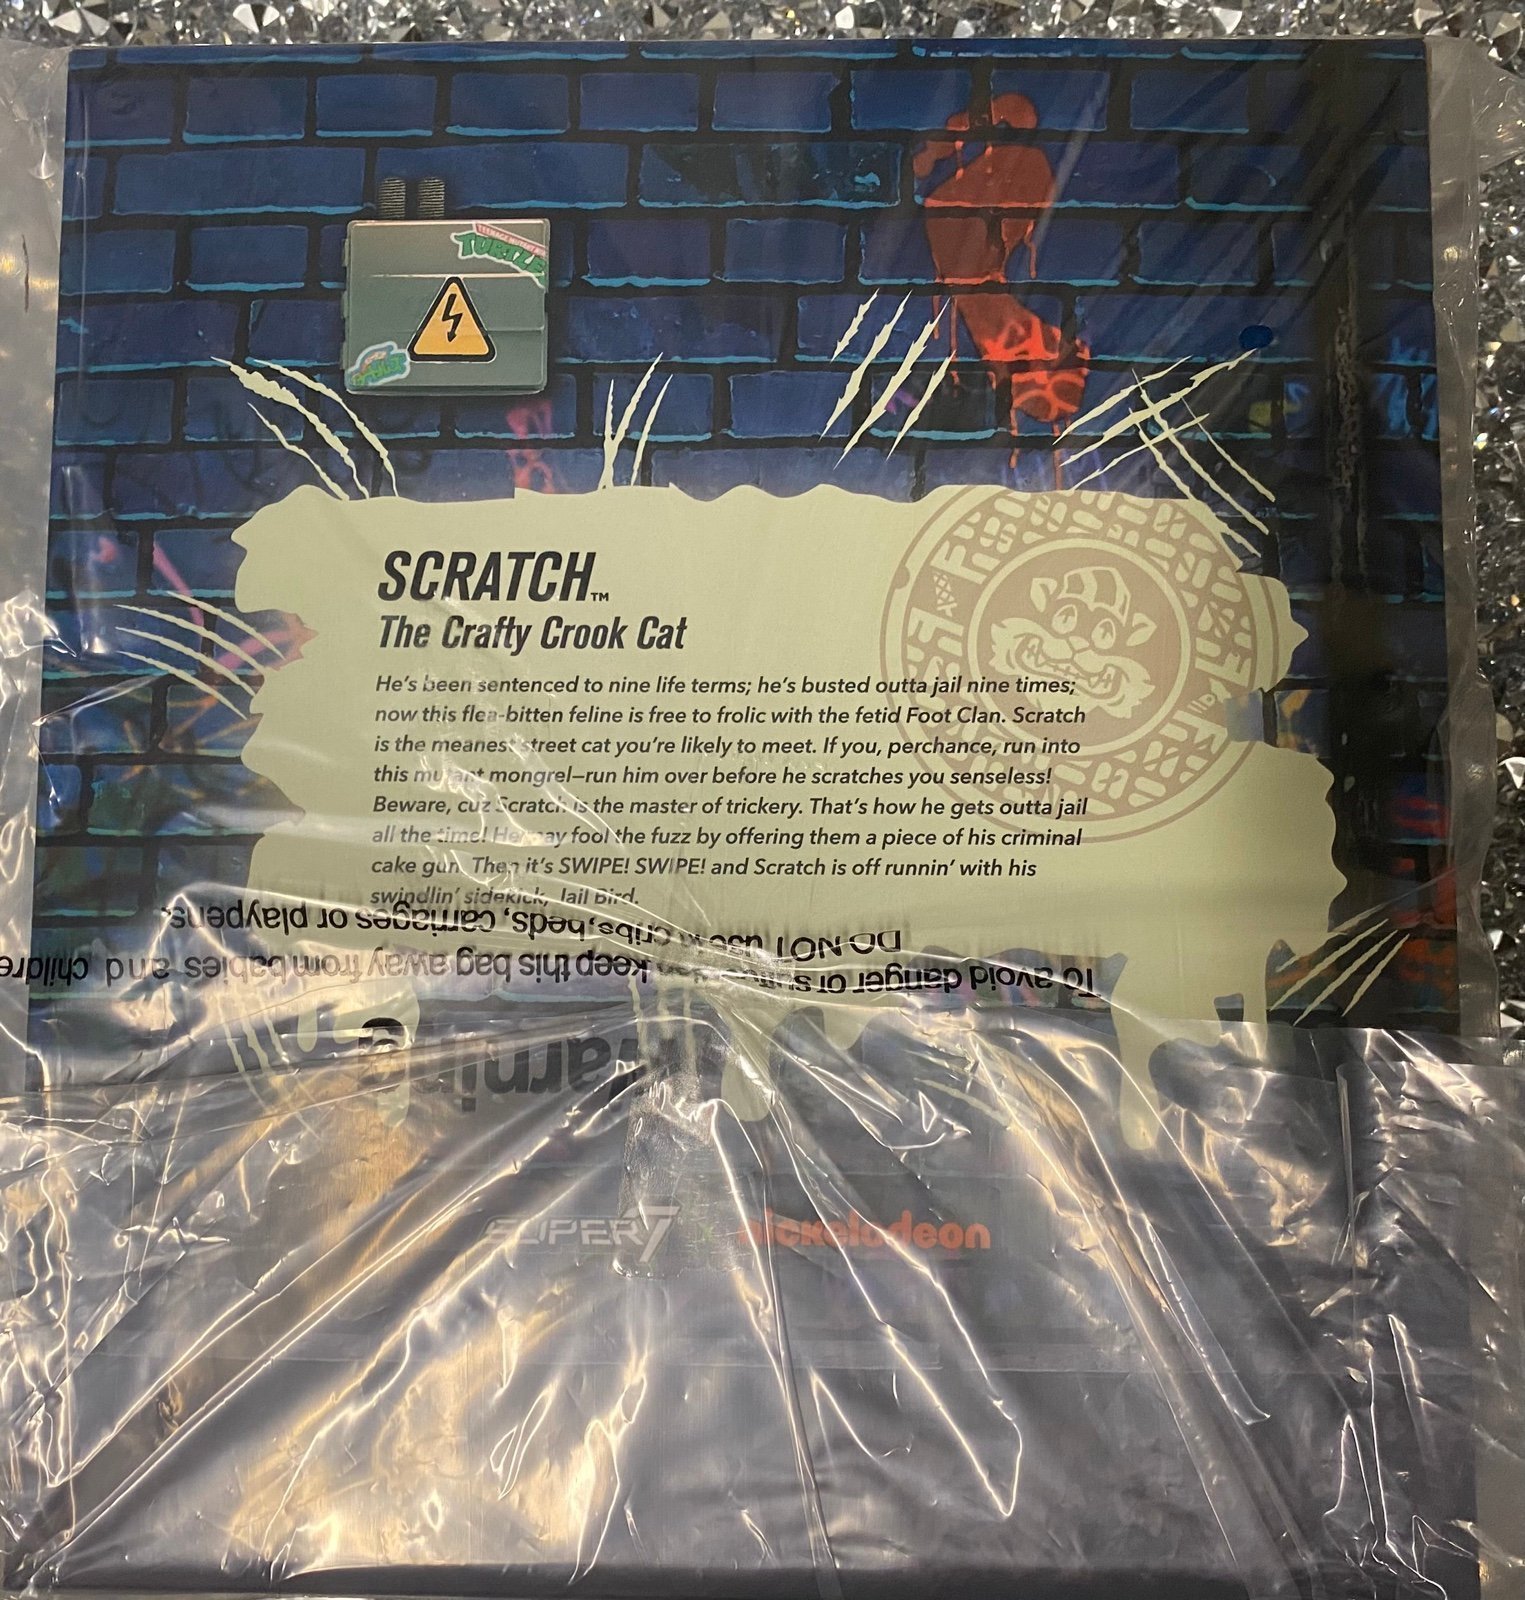 TEENAGE MUTANT
TURTLES
SCRATCH™
The Crafty Crook Cat
He's been sentenced to nine life terms; he's busted outta jail nine times;
now this flea-bitten feline is free to frolic with the fetid Foot Clan. Scratch
is the meanest street cat you're likely to meet. If you, perchance, run into
this mutant mongrel—run him over before he scratches you senseless!
Beware, cuz Scratch is the master of trickery. That's how he gets outta jail
all the time! He may fool the fuzz by offering them a piece of his criminal
cake gun. Then it's SWIPE! SWIPE! and Scratch is off runnin' with his
swindlin' sidekick, Jail Bird.
Warning
To avoid danger of keep this bag away from babies and children
DO NOT use in cribs, beds, carriages or playpens.
SUPER7 x nickelodeon